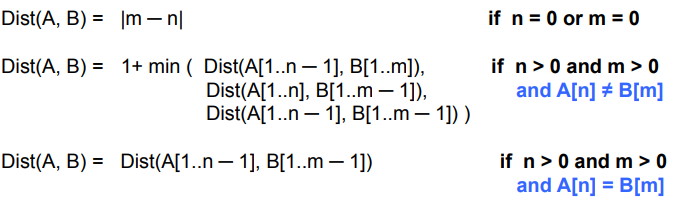 Dist(A, B) = |m – n| if n = 0 or m = 0
Dist(A, B) = 1+ min ( Dist(A[1..n – 1], B[1..m]), if n > 0 and m > 0
Dist(A[1..n], B[1..m – 1]), and A[n] ≠ B[m]
Dist(A[1..n – 1], B[1..m – 1]) )
Dist(A, B) = Dist(A[1..n – 1], B[1..m – 1]) if n > 0 and m > 0
and A[n] = B[m]